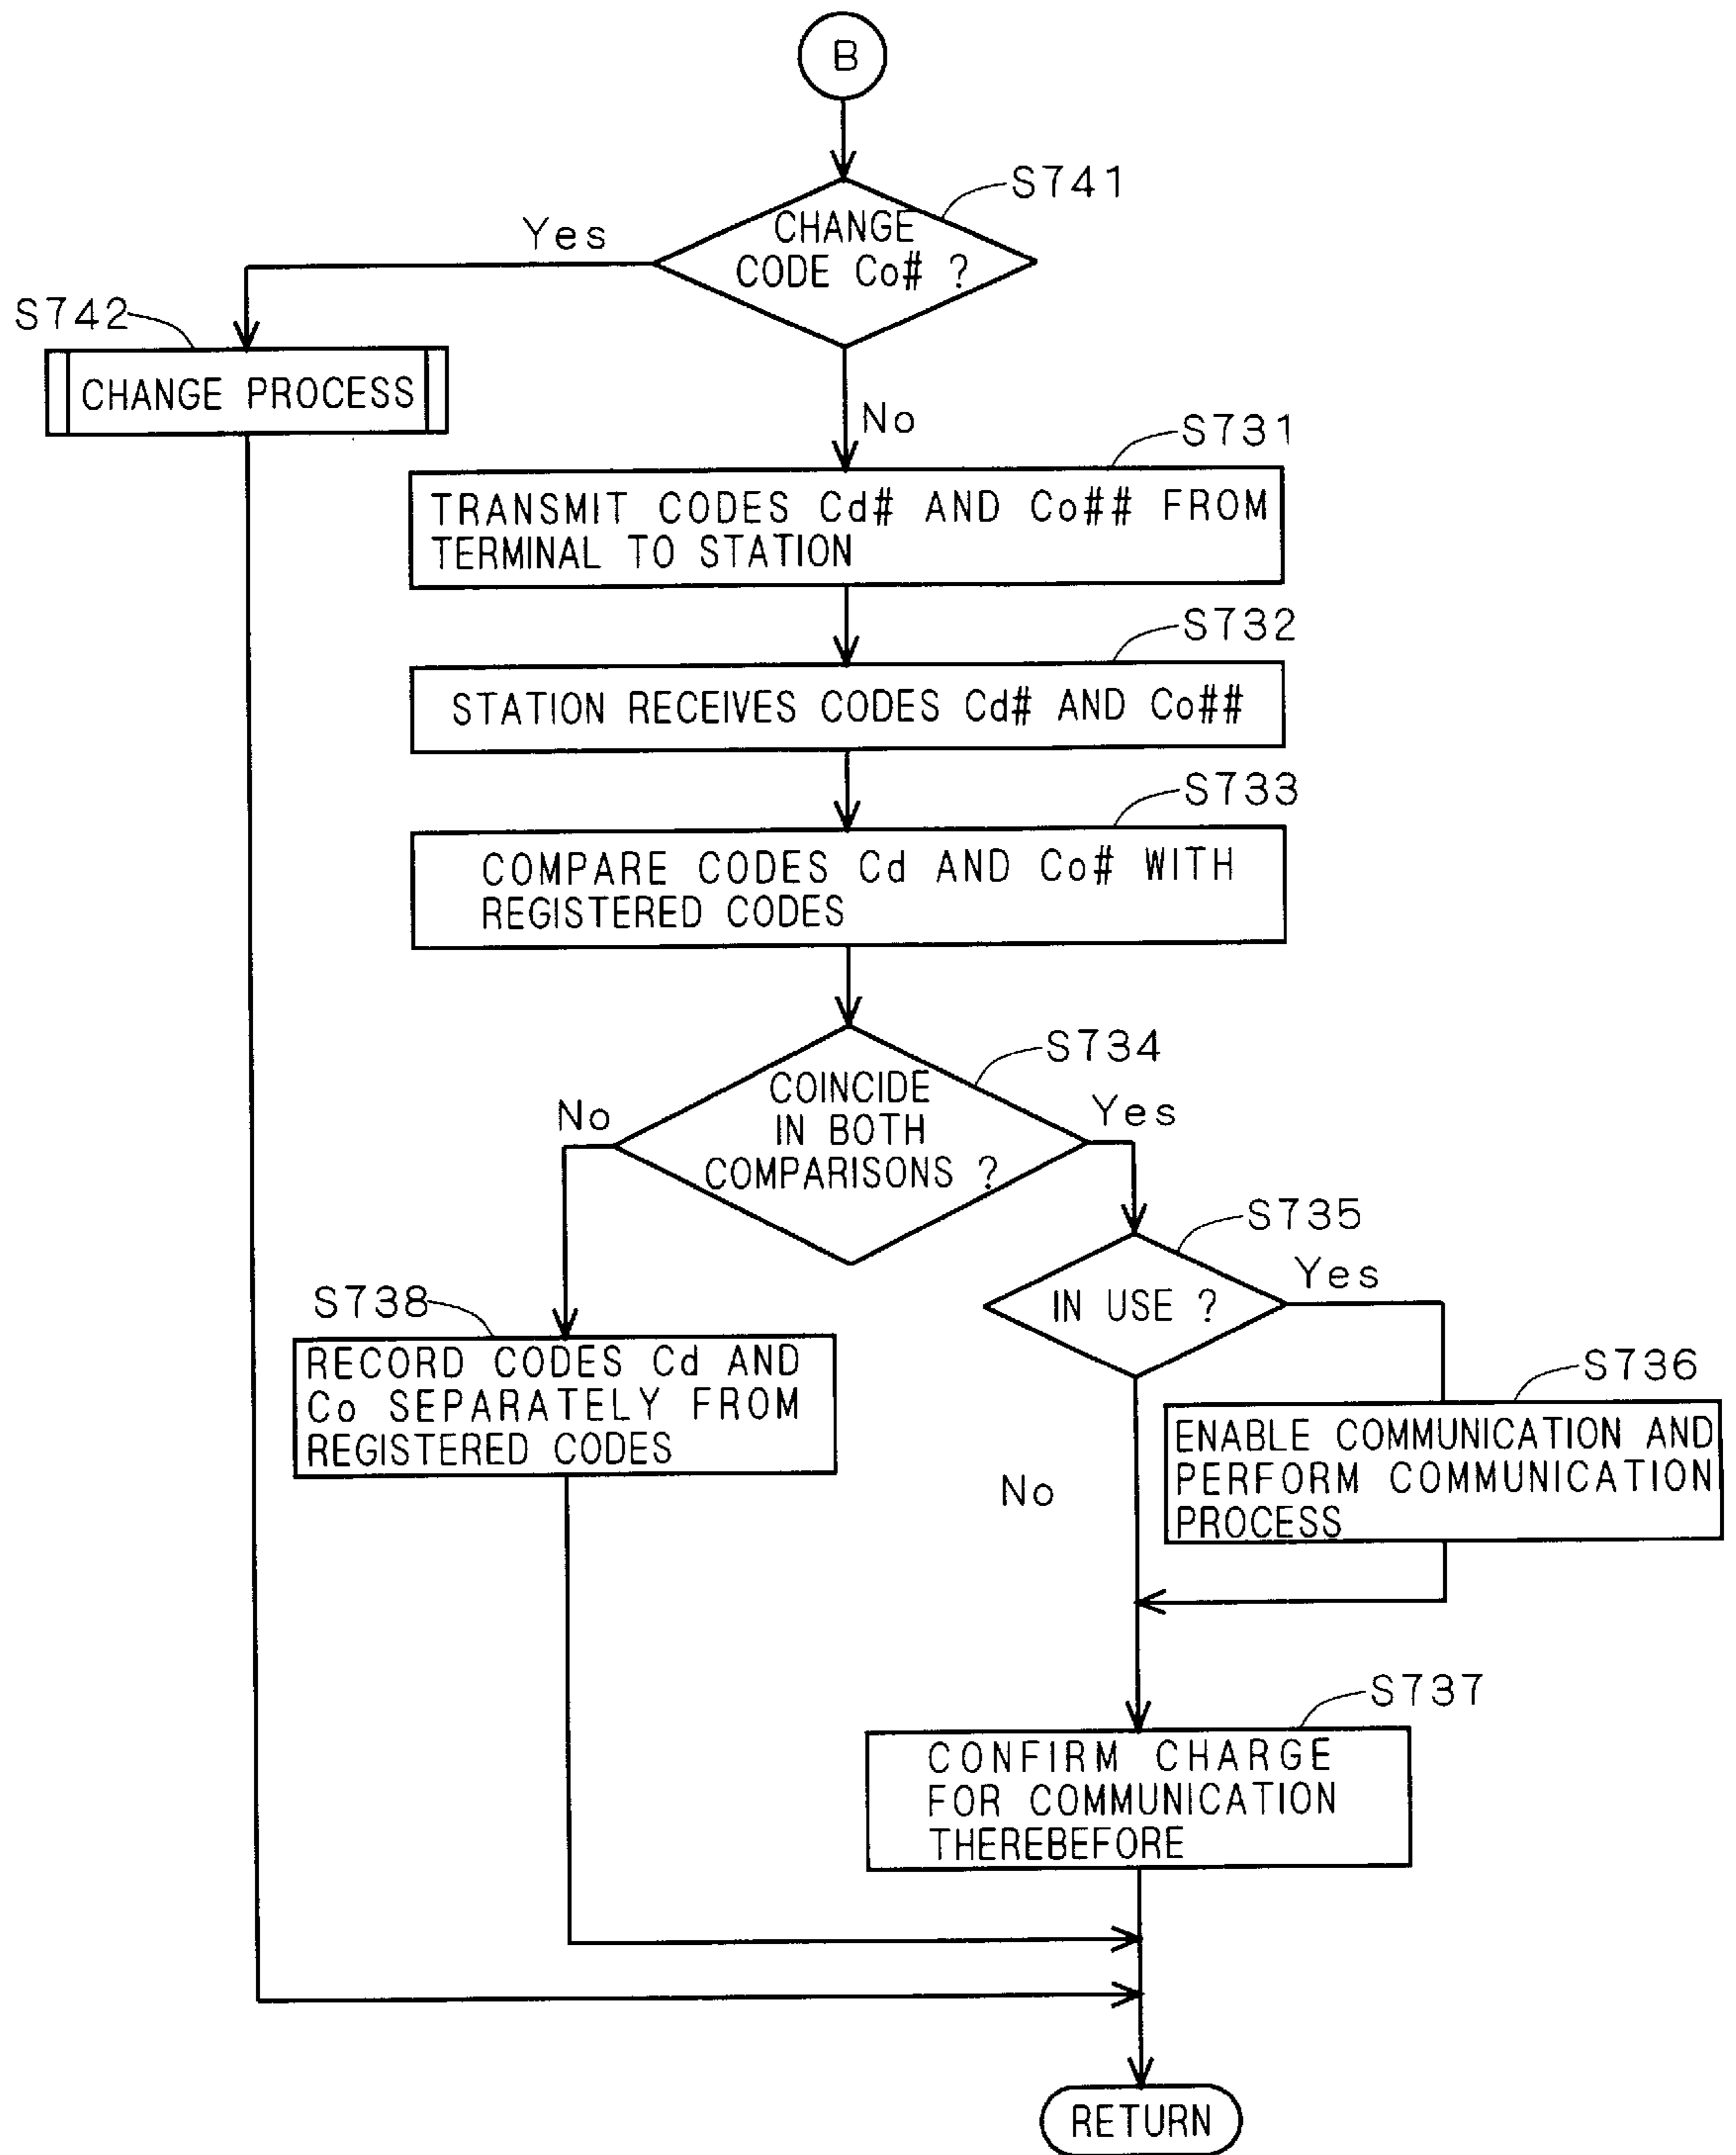 B
S741
CHANGE
CODE Co# ?
Yes
S742
CHANGE PROCESS
No
S731
TRANSMIT CODES Cd# AND Co## FROM
TERMINAL TO STATION
S732
STATION RECEIVES CODES Cd# AND Co##
S733
COMPARE CODES Cd AND Co# WITH
REGISTERED CODES
S734
COINCIDE
IN BOTH
COMPARISONS ?
No
Yes
S735
IN USE ?
Yes
S738
RECORD CODES Cd AND
Co SEPARATELY FROM
REGISTERED CODES
S736
ENABLE COMMUNICATION AND
PERFORM COMMUNICATION
PROCESS
No
S737
CONFIRM CHARGE
FOR COMMUNICATION
THEREBEFORE
RETURN